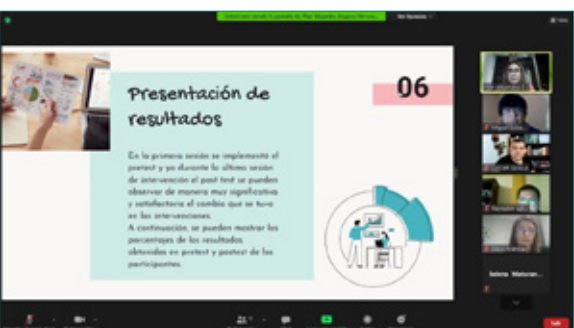 06
Presentación de
resultados
En la primera sesión se implementó el
pretest y ya durante la última sesión
de intervención el post test se pueden
observar de manera muy significativa
y satisfactoria el cambio que se tuvo
en las intervenciones.
A continuación, se pueden mostrar los
porcentajes de los resultados
obtenidos en pretest y postest de los
participantes.